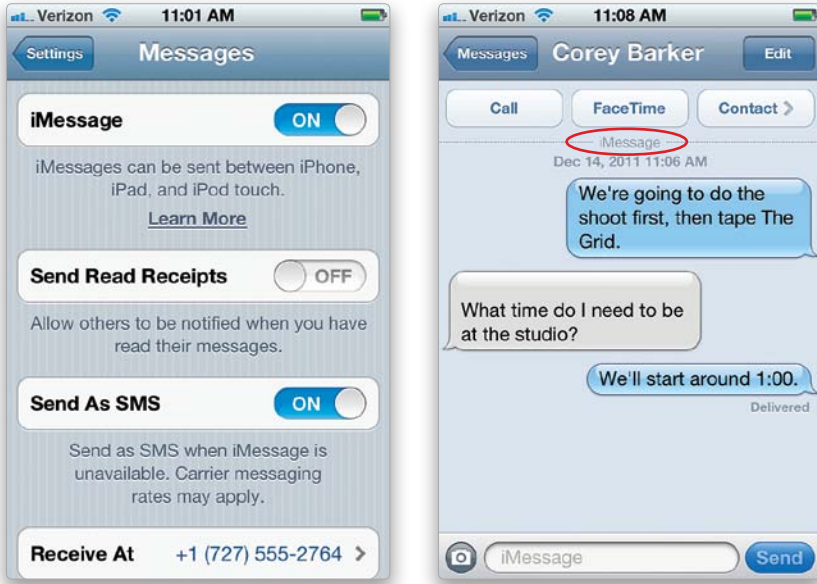 Verizon 11:01 AM
Settings Messages
iMessage ON
iMessages can be sent between iPhone,
iPad, and iPod touch.
Learn More
Send Read Receipts OFF
Allow others to be notified when you have
read their messages.
Send As SMS ON
Send as SMS when iMessage is
unavailable. Carrier messaging
rates may apply.
Receive At +1 (727) 555-2764
Verizon 11:08 AM
Messages Corey Barker Edit
Call FaceTime Contact
iMessage
Dec 14, 2011 11:06 AM
We're going to do the
shoot first, then tape The
Grid.
What time do I need to be
at the studio?
We'll start around 1:00.
Delivered
iMessage Send